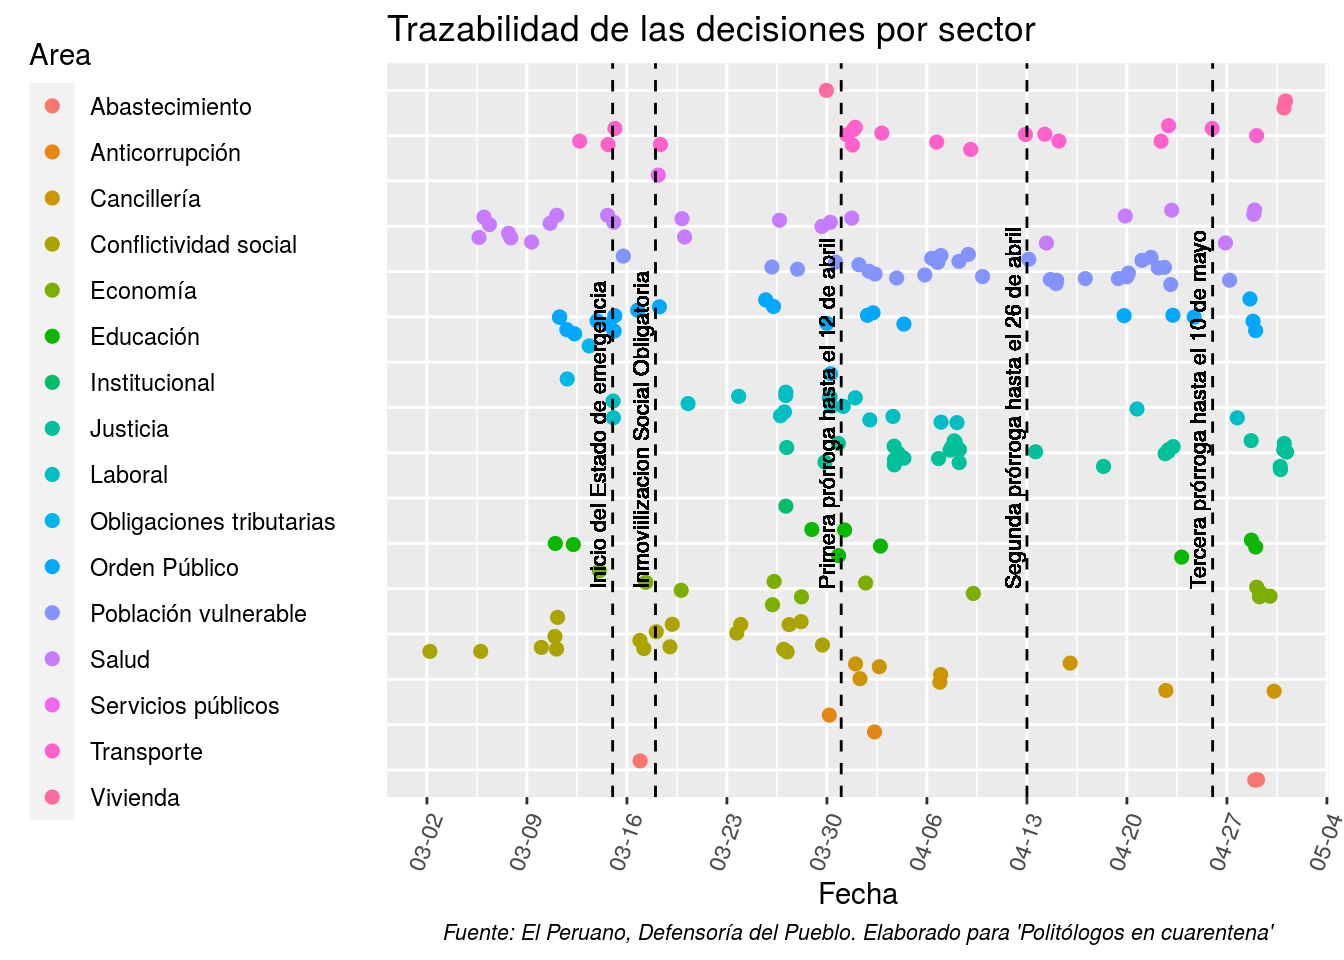 Trazabilidad de las decisiones por sector
Area
Abastecimiento
Anticorrupción
Cancillería
Conflictividad social
Economía
Educación
Institucional
Justicia
Laboral
Obligaciones tributarias
Orden Público
Población vulnerable
Salud
Servicios públicos
Transporte
Vivienda
Inicio del Estado de emergencia
Inmoviilizacion Social Obligatoria
Primera prórroga hasta el 12 de abril
Segunda prórroga hasta el 26 de abril
Tercera prórroga hasta el 10 de mayo
03-02
03-09
03-16
03-23
03-30
04-06
04-13
04-20
04-27
05-04
Fecha
Fuente: El Peruano, Defensoría del Pueblo. Elaborado para 'Politólogos en cuarentena'